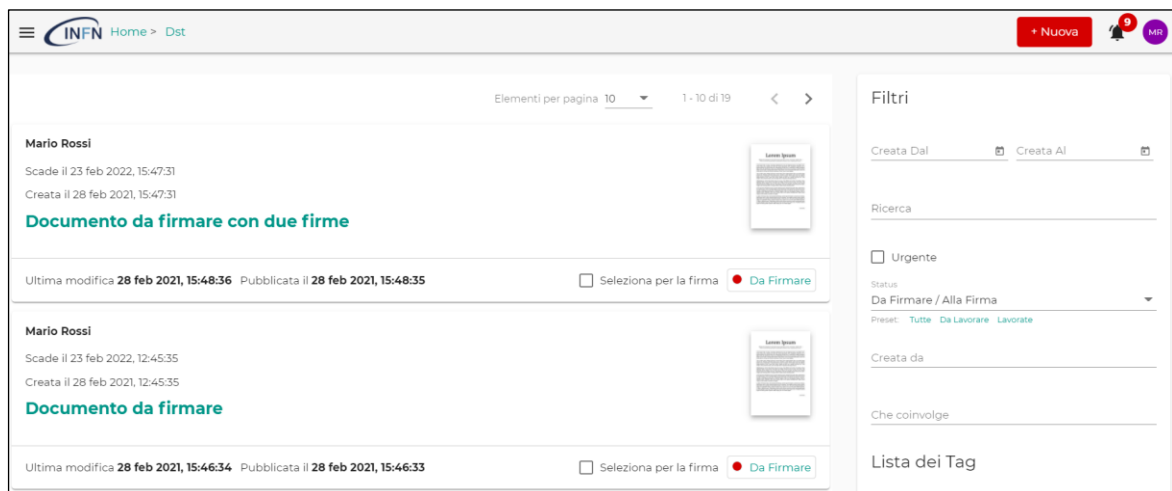 INFN Home > Dst
+ Nuova
9
MR
Elementi per pagina 10 1 - 10 di 19
Mario Rossi
Scade il 23 feb 2022, 15:47:31
Creata il 28 feb 2021, 15:47:31
Documento da firmare con due firme
Lorem Ipsum
Ultima modifica 28 feb 2021, 15:48:36 Pubblicata il 28 feb 2021, 15:48:35 Seleziona per la firma Da Firmare
Mario Rossi
Scade il 23 feb 2022, 12:45:35
Creata il 28 feb 2021, 12:45:35
Documento da firmare
Lorem Ipsum
Ultima modifica 28 feb 2021, 15:46:34 Pubblicata il 28 feb 2021, 15:46:33 Seleziona per la firma Da Firmare
Filtri
Creata Dal Creata Al
Ricerca
Urgente
Status
Da Firmare / Alla Firma
Preset: Tutte Da Lavorare Lavorate
Creata da
Che coinvolge
Lista dei Tag